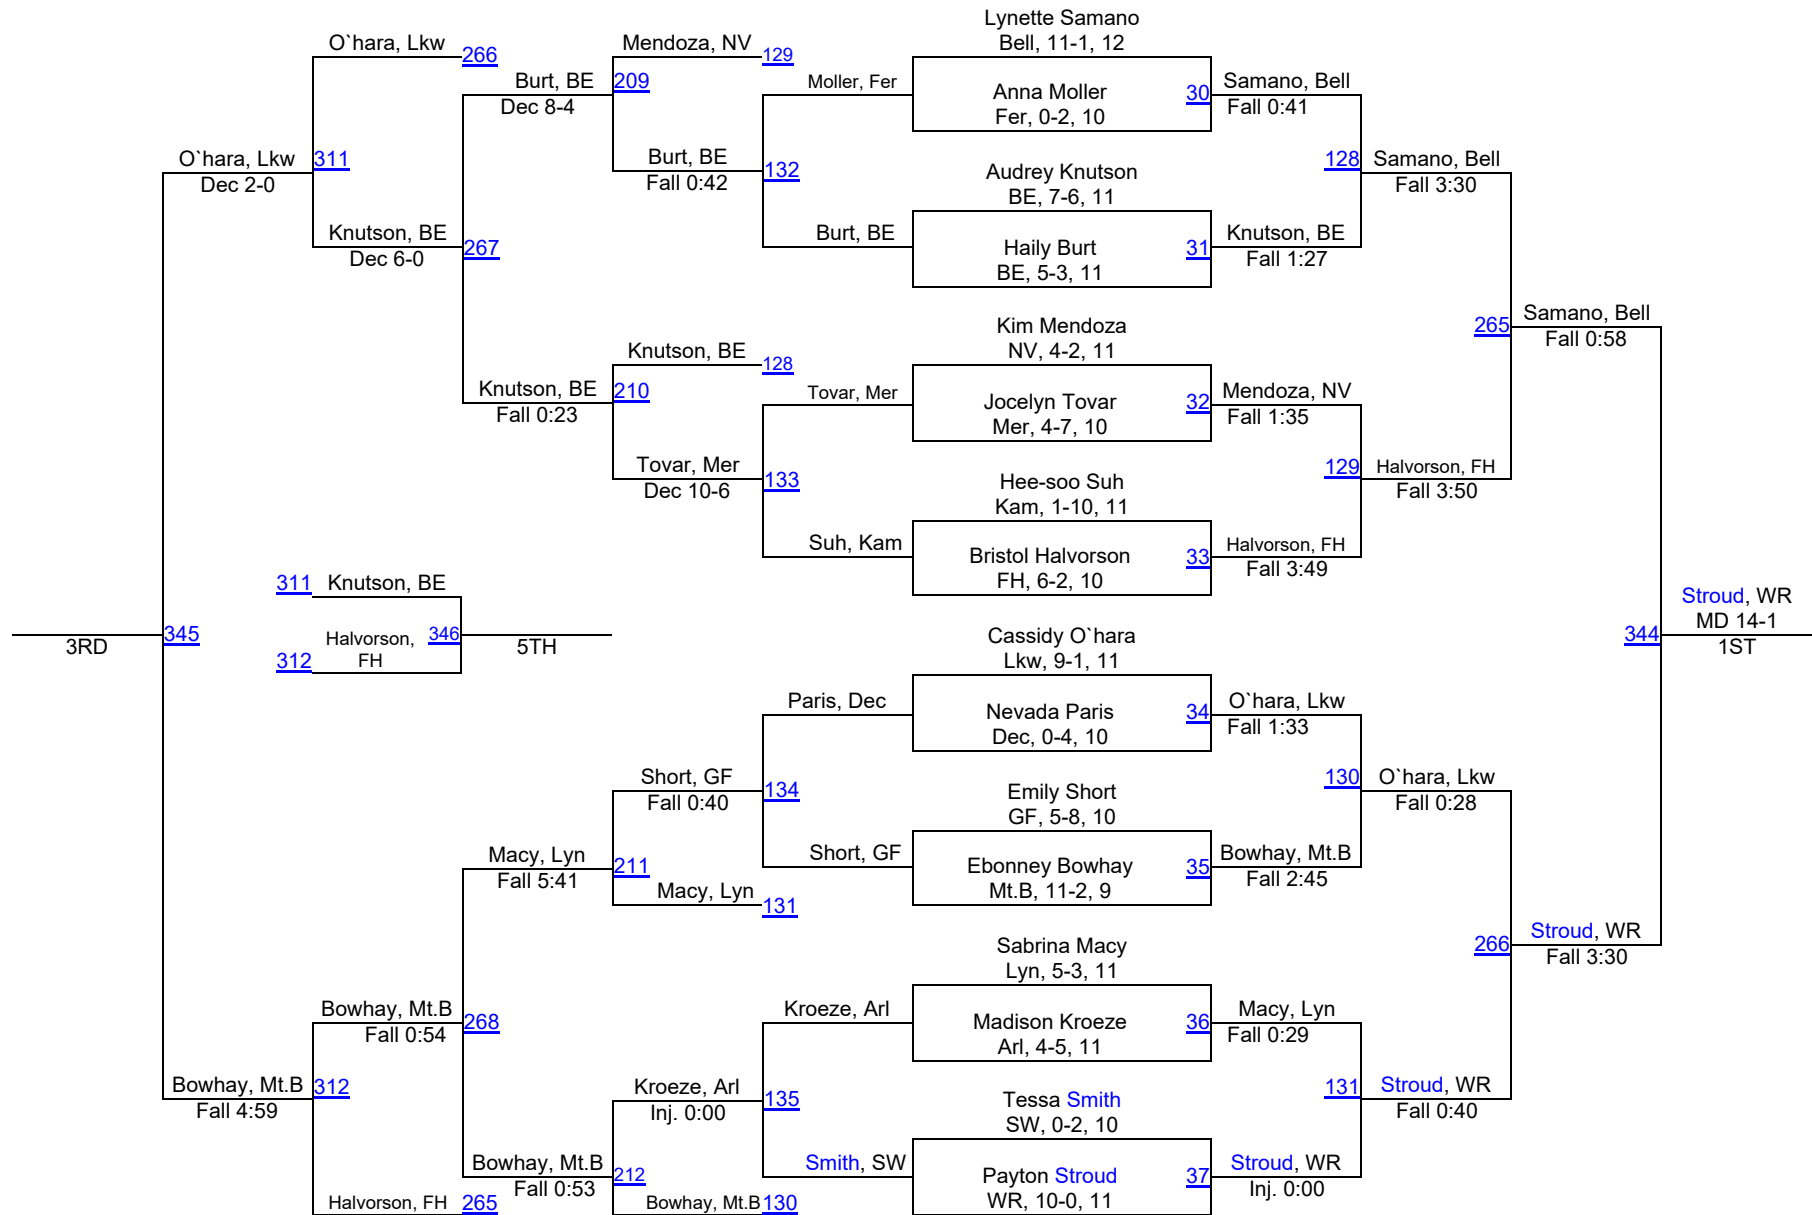 Lynette Samano
Bell, 11-1, 12
O`hara, Lkw
266
Mendoza, NV
129
Burt, BE
209
Dec 8-4
Moller, Fer
Anna Moller
Fer, 0-2, 10
30
Samano, Bell
Fall 0:41
O`hara, Lkw
311
Dec 2-0
Burt, BE
Fall 0:42
132
Audrey Knutson
BE, 7-6, 11
128
Samano, Bell
Fall 3:30
Knutson, BE
Dec 6-0
267
Burt, BE
Haily Burt
BE, 5-3, 11
31
Knutson, BE
Fall 1:27
Kim Mendoza
NV, 4-2, 11
265
Samano, Bell
Fall 0:58
Knutson, BE
128
Knutson, BE
210
Fall 0:23
Tovar, Mer
Jocelyn Tovar
Mer, 4-7, 10
32
Mendoza, NV
Fall 1:35
Tovar, Mer
Dec 10-6
133
Hee-soo Suh
Kam, 1-10, 11
129
Halvorson, FH
Fall 3:50
Suh, Kam
Bristol Halvorson
FH, 6-2, 10
33
Halvorson, FH
Fall 3:49
311
Knutson, BE
Stroud, WR
MD 14-1
1ST
344
3RD
345
312
Halvorson,
FH
346
5TH
Cassidy O`hara
Lkw, 9-1, 11
Paris, Dec
Nevada Paris
Dec, 0-4, 10
34
O`hara, Lkw
Fall 1:33
Short, GF
Fall 0:40
134
Emily Short
GF, 5-8, 10
130
O`hara, Lkw
Fall 0:28
Macy, Lyn
Fall 5:41
211
Short, GF
Ebonney Bowhay
Mt.B, 11-2, 9
35
Bowhay, Mt.B
Fall 2:45
Macy, Lyn
131
Sabrina Macy
Lyn, 5-3, 11
266
Stroud, WR
Fall 3:30
Bowhay, Mt.B
Fall 0:54
268
Kroeze, Arl
Madison Kroeze
Arl, 4-5, 11
36
Macy, Lyn
Fall 0:29
Bowhay, Mt.B
Fall 4:59
312
Kroeze, Arl
Inj. 0:00
135
Tessa Smith
SW, 0-2, 10
131
Stroud, WR
Fall 0:40
Bowhay, Mt.B
Fall 0:53
212
Smith, SW
Payton Stroud
WR, 10-0, 11
37
Stroud, WR
Inj. 0:00
Halvorson, FH
265
Bowhay, Mt.B
130